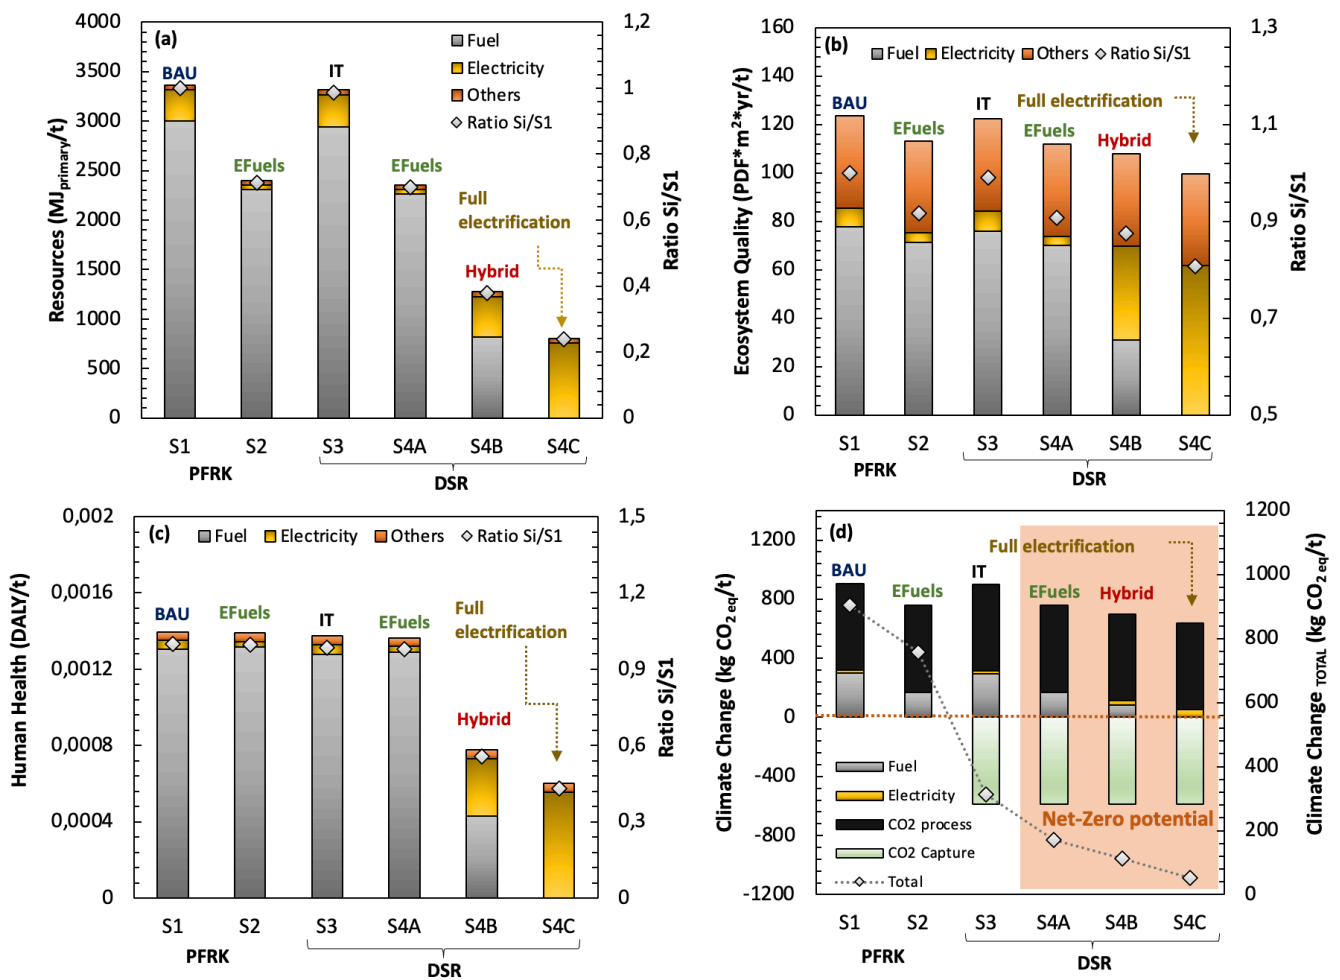 (a)
Resources (MJprimary/t)
4000
3500
3000
2500
2000
1500
1000
500
0
BAU
EFuels
IT
EFuels
Hybrid
Full
electrification
Fuel
Electricity
Others
Ratio Si/S1
1,2
1
0,8
0,6
0,4
0,2
0
Ratio Si/S1
S1 S2 S3 S4A S4B S4C
PFRK DSR
(b)
Ecosystem Quality (PDF*m2*yr/t)
160
140
120
100
80
60
40
20
0
Fuel Electricity Others Ratio Si/S1
BAU
EFuels
IT
EFuels
Hybrid
Full electrification
1,3
1,1
0,9
0,7
0,5
Ratio Si/S1
S1 S2 S3 S4A S4B S4C
PFRK DSR
(c)
Human Health (DALY/t)
0,002
0,0016
0,0012
0,0008
0,0004
0
Fuel Electricity Others Ratio Si/S1
BAU
EFuels
IT
EFuels
Hybrid
Full
electrification
1,5
1,2
0,9
0,6
0,3
0
Ratio Si/S1
S1 S2 S3 S4A S4B S4C
PFRK DSR
(d)
Climate Change (kg CO2 eq/t)
1200
800
400
0
-400
-800
-1200
BAU
EFuels
IT
EFuels
Hybrid
Full electrification
Fuel
Electricity
CO2 process
CO2 Capture
Total
Net-Zero potential
1200
1000
800
600
400
200
0
Climate Change TOTAL (kg CO2 eq/t)
S1 S2 S3 S4A S4B S4C
PFRK DSR